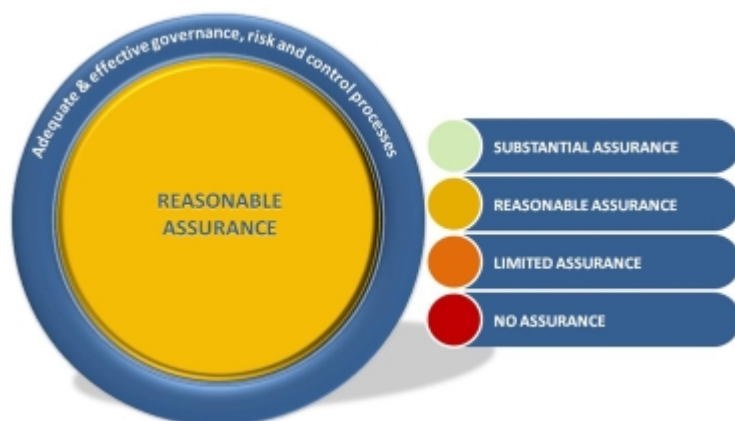 Adequate & effective governance, risk and control processes
REASONABLE
ASSURANCE
SUBSTANTIAL ASSURANCE
REASONABLE ASSURANCE
LIMITED ASSURANCE
NO ASSURANCE